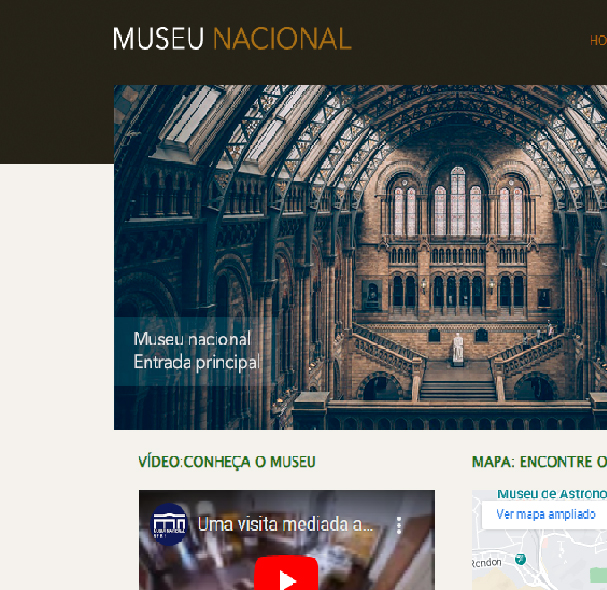 MUSEU NACIONAL
HO
Museu nacional
Entrada principal
VÍDEO:CONHEÇA O MUSEU
MAPA: ENCONTRE O
Uma visita mediada a...
Museu de Astrono
Ver mapa ampliado
Rondon